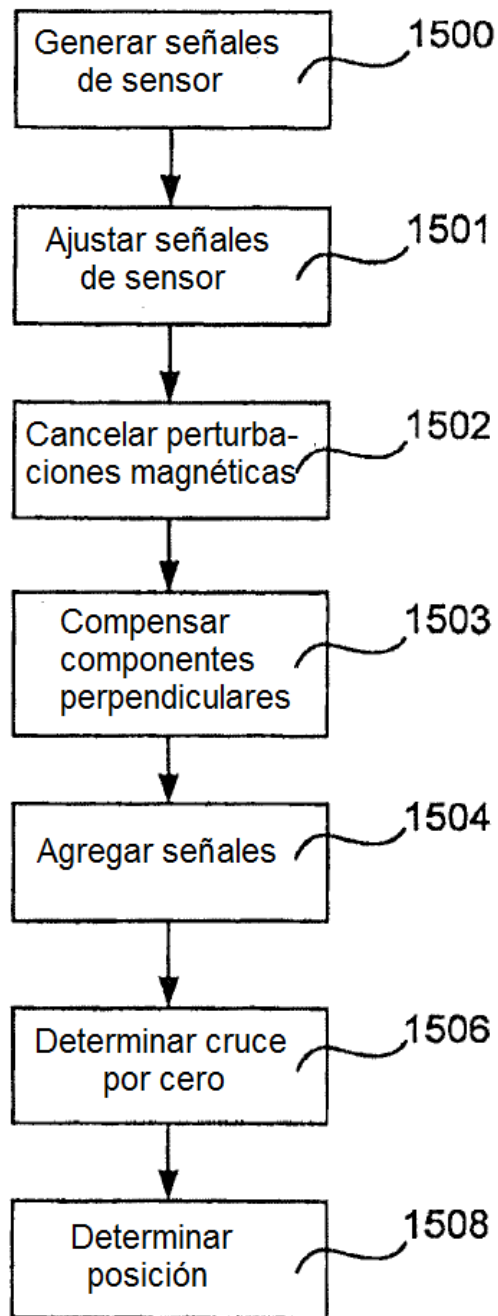 Generar señales
de sensor
1500
Ajustar señales
de sensor
1501
Cancelar perturba-
ciones magnéticas
1502
Compensar
componentes
perpendiculares
1503
Agregar señales
1504
Determinar cruce
por cero
1506
Determinar
posición
1508